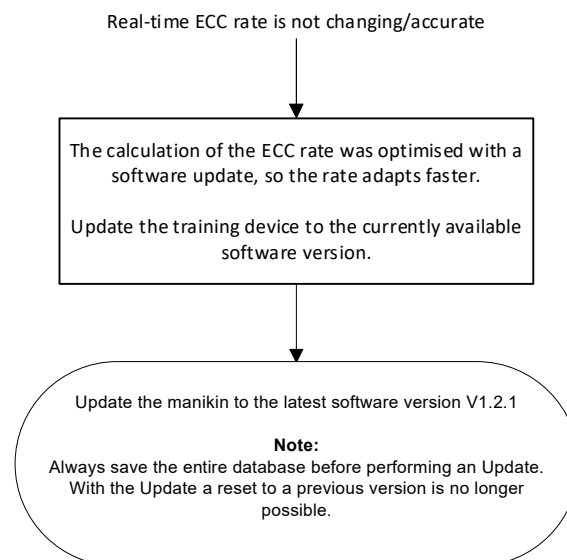 Real-time ECC rate is not changing/accurate
The calculation of the ECC rate was optimised with a
software update, so the rate adapts faster.
Update the training device to the currently available
software version.
Update the manikin to the latest software version V1.2.1
Note:
Always save the entire database before performing an Update.
With the Update a reset to a previous version is no longer
possible.